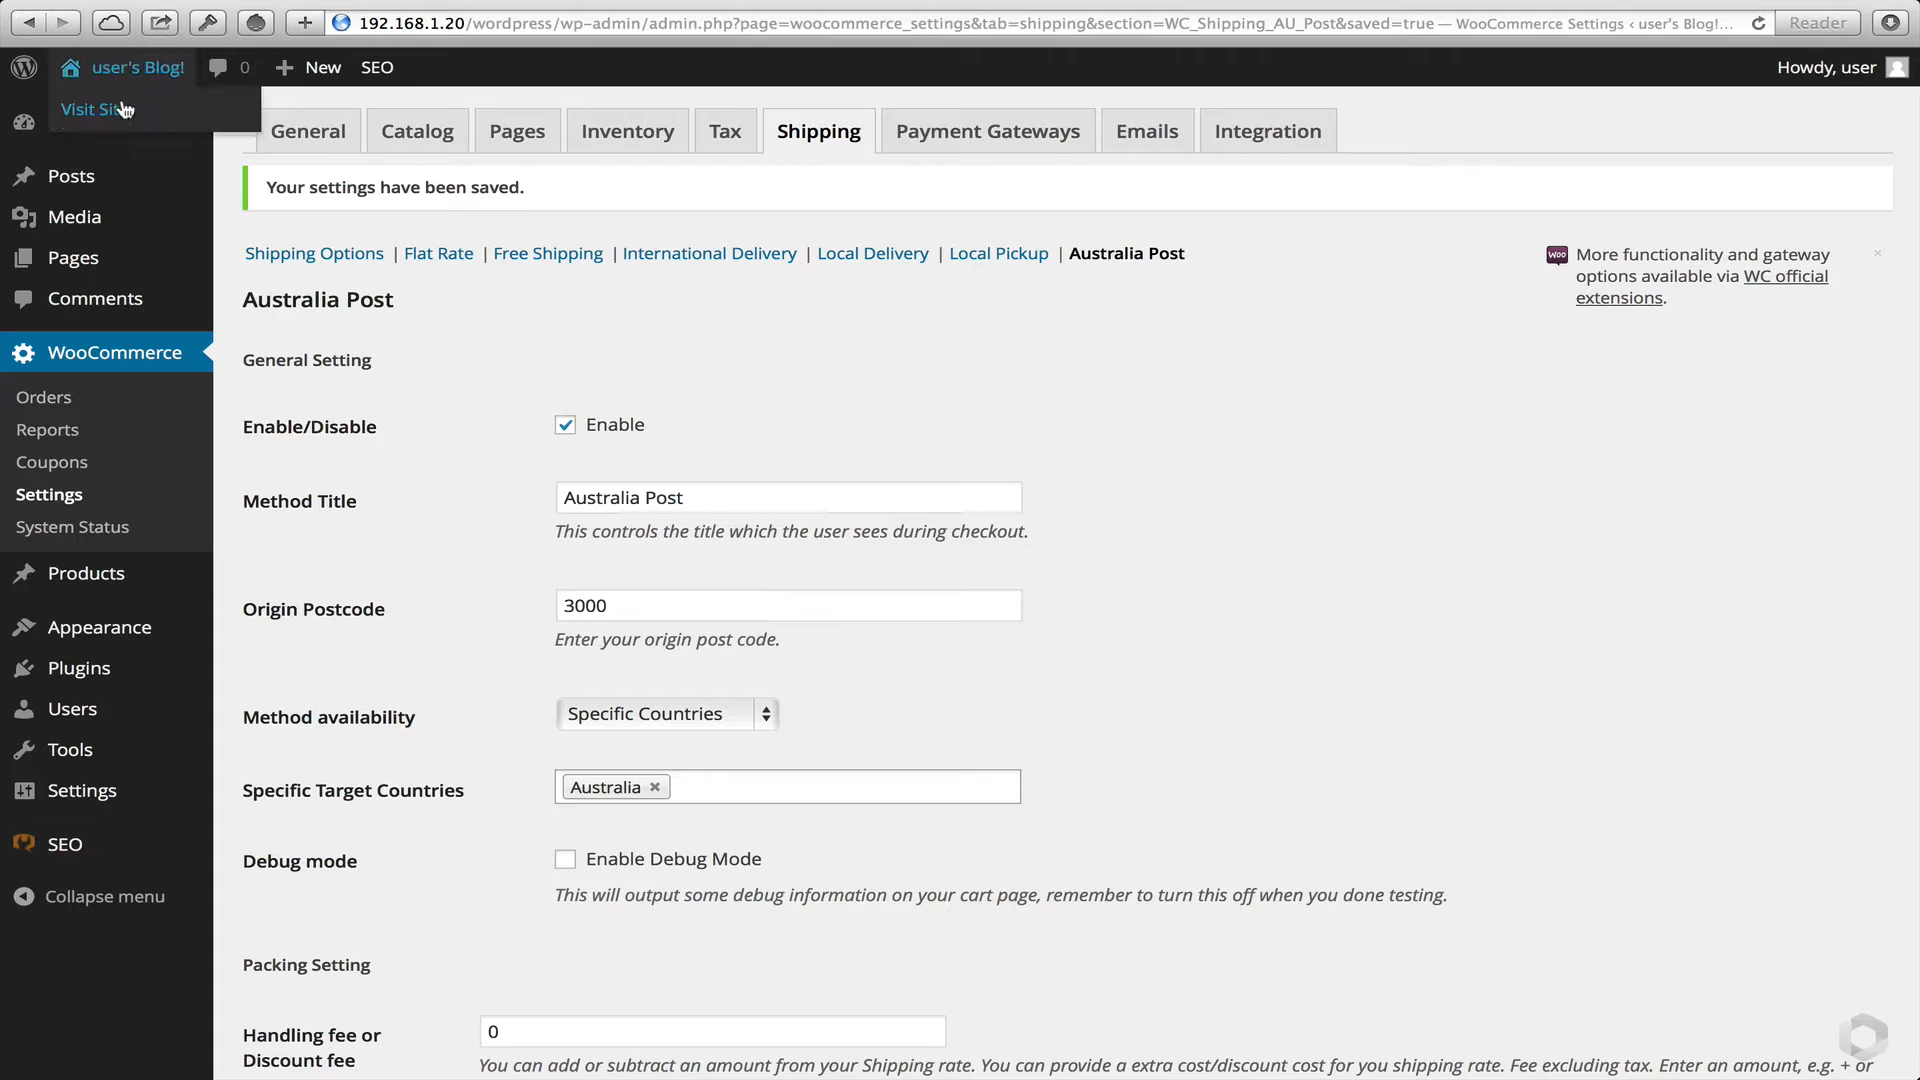 192.168.1.20/wordpress/wp-admin/admin.php?page=woocommerce_settings&tab=shipping&section=WC_Shipping_AU_Post&saved=true — WooCommerce Settings ‹ user's Blog!... Reader
user's Blog! 0 New SEO Howdy, user
Visit Sit
General Catalog Pages Inventory Tax Shipping Payment Gateways Emails Integration
Your settings have been saved.
Posts
Media
Pages
Comments
WooCommerce
Orders
Reports
Coupons
Settings
System Status
Products
Appearance
Plugins
Users
Tools
Settings
SEO
Collapse menu
Shipping Options | Flat Rate | Free Shipping | International Delivery | Local Delivery | Local Pickup | Australia Post
woo More functionality and gateway
options available via WC official
extensions.
Australia Post
General Setting
Enable/Disable Enable
Method Title Australia Post
This controls the title which the user sees during checkout.
Origin Postcode 3000
Enter your origin post code.
Method availability Specific Countries
Specific Target Countries Australia
Debug mode Enable Debug Mode
This will output some debug information on your cart page, remember to turn this off when you done testing.
Packing Setting
Handling fee or
Discount fee
0
You can add or subtract an amount from your Shipping rate. You can provide a extra cost/discount cost for you shipping rate. Fee excluding tax. Enter an amount, e.g. + or